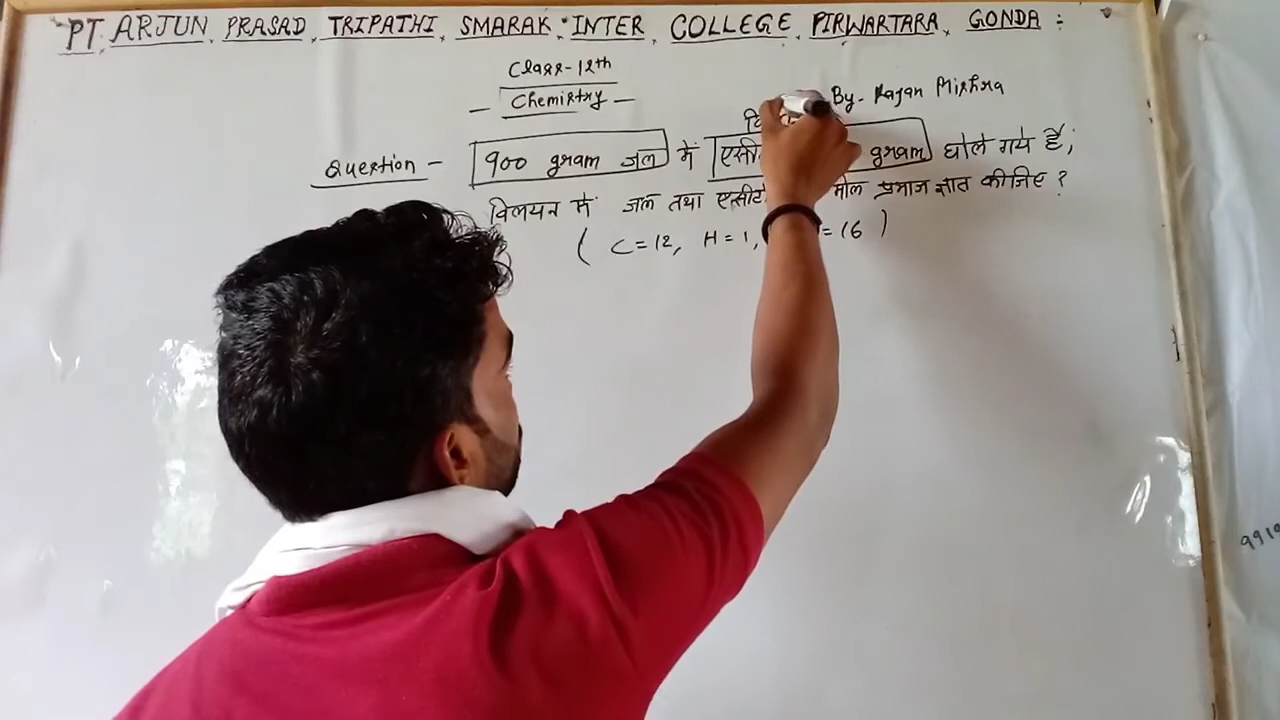 PT. ARJUN PRASAD TRIPATHI SMARAK INTER COLLEGE PIRWARTARA, GONDA :
Class-12th
Chemistry
By- Rajan Mishra
Question - 900 gram जल में gram घोले गये हैं;
विलयन में जल तथा मोल प्रभाज ज्ञात कीजिए ?
( C = 12, H = 1, = 16 )